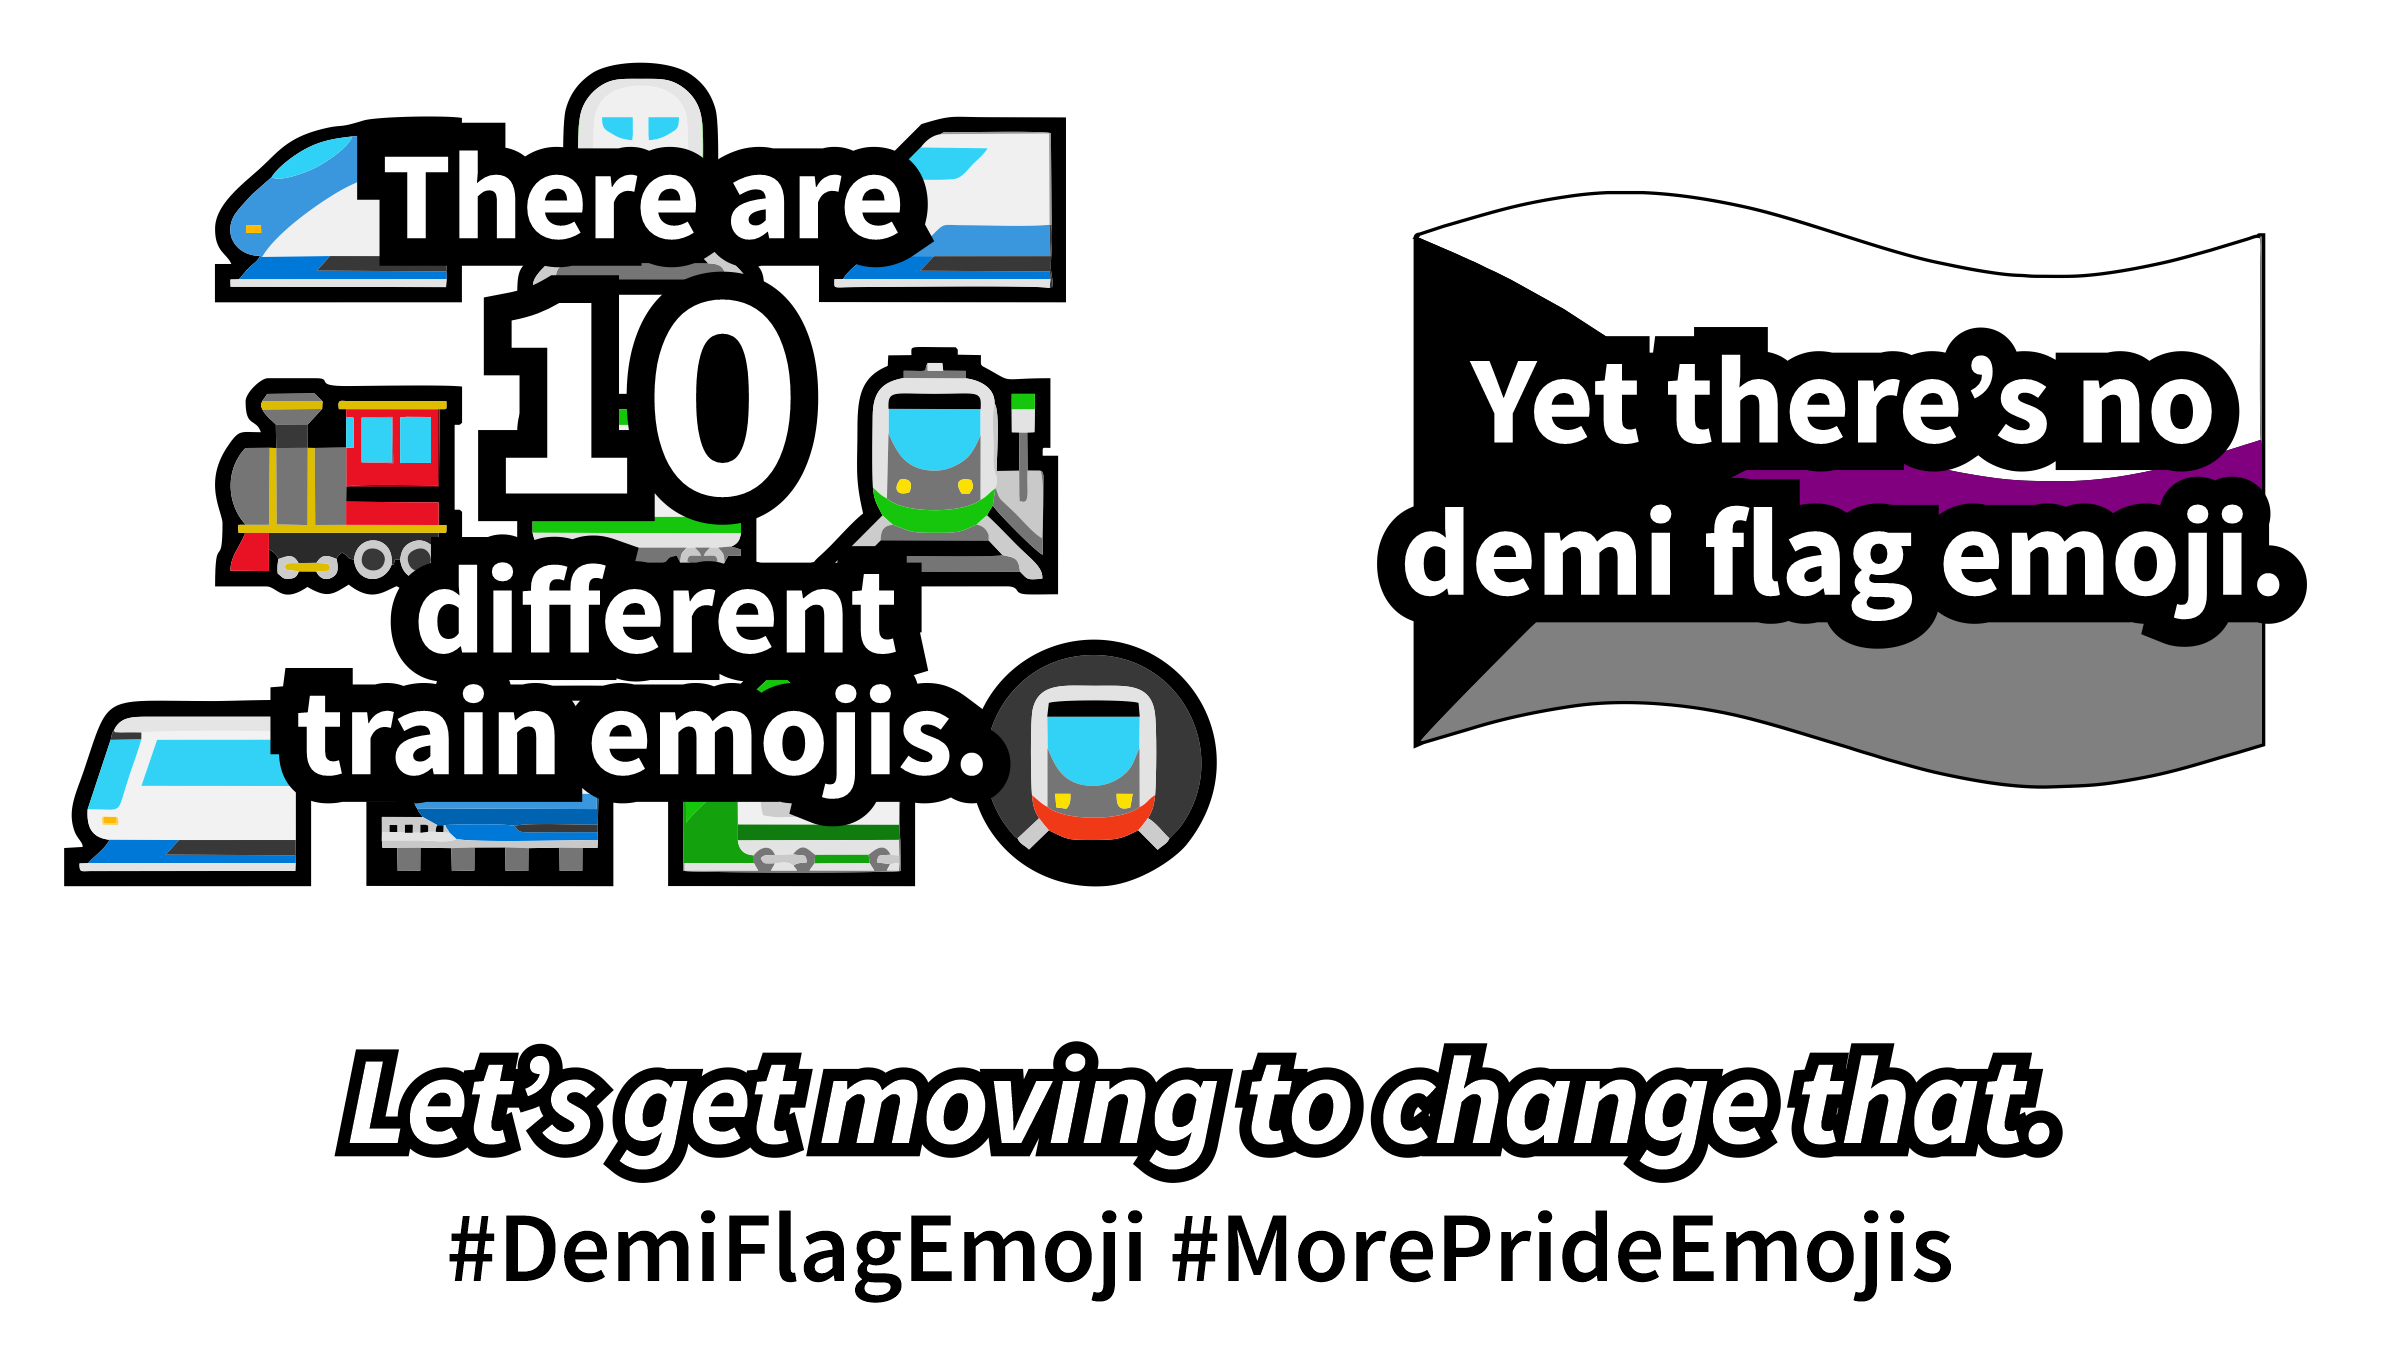 There are
10
different
train emojis.
Yet there’s no
demi flag emoji.
Let’s get moving to change that.
#DemiFlagEmoji #MorePrideEmojis